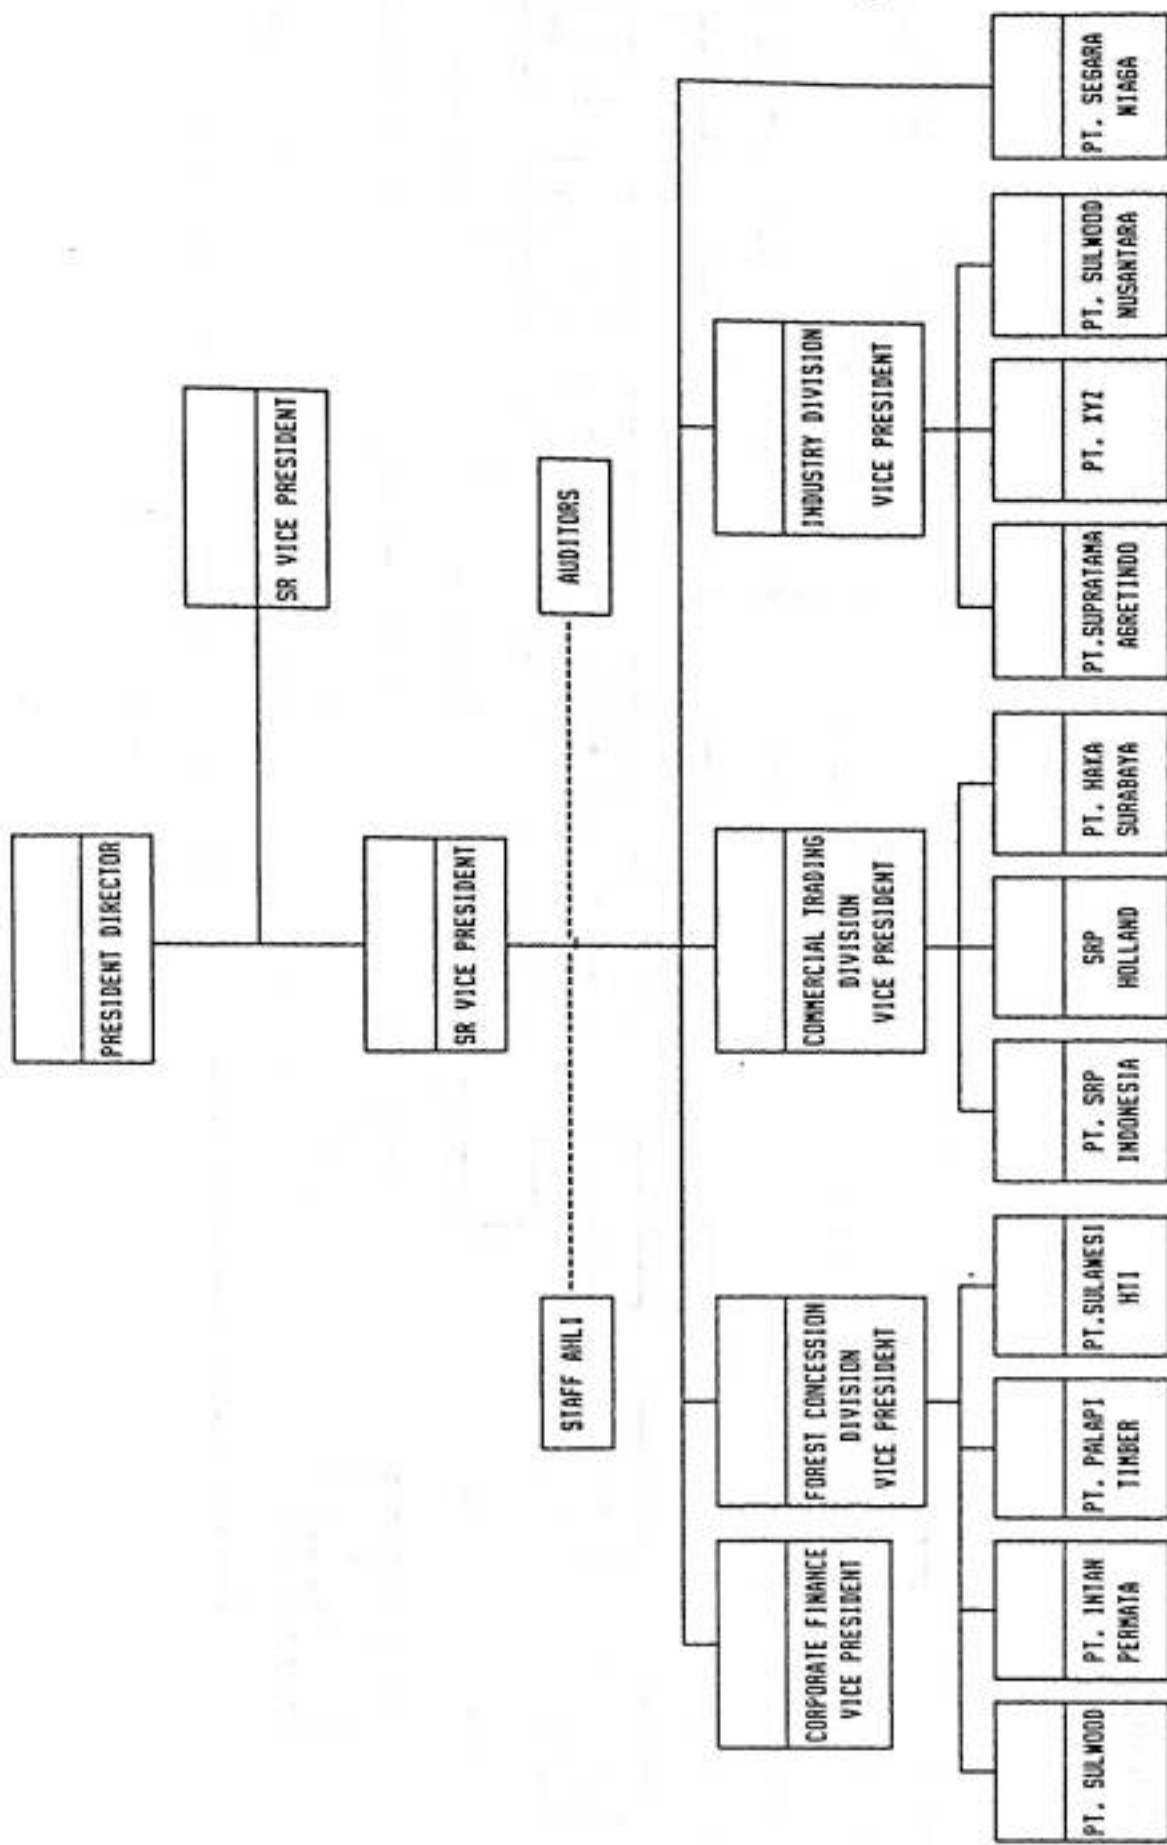 PRESIDENT DIRECTOR
SR VICE PRESIDENT
SR VICE PRESIDENT
STAFF AHLI
AUDITORS
CORPORATE FINANCE
VICE PRESIDENT
FOREST CONCESSION
DIVISION
VICE PRESIDENT
COMMERCIAL TRADING
DIVISION
VICE PRESIDENT
INDUSTRY DIVISION
VICE PRESIDENT
PT. SULWOOD
PT. INTAN
PERMATA
PT. PALAPI
TIMBER
PT.SULAWESI
HTI
PT. SRP
INDONESIA
SRP
HOLLAND
PT. HAKA
SURABAYA
PT.SUPRATAMA
AGRETINDO
PT. XYZ
PT. SULWOOD
NUSANTARA
PT. SEGARA
NIAGA